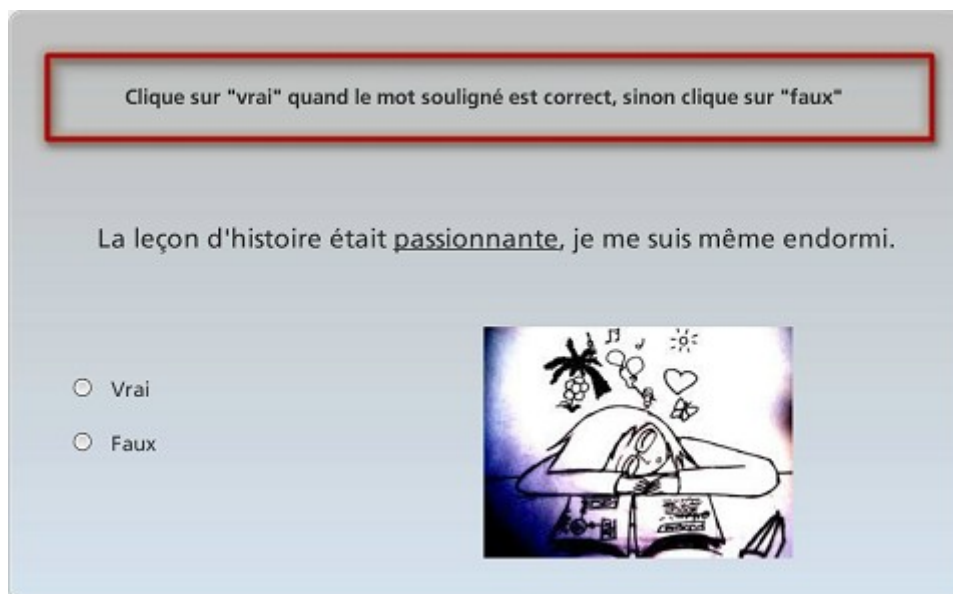 Clique sur "vrai" quand le mot souligné est correct, sinon clique sur "faux"
La leçon d'histoire était passionnante, je me suis même endormi.
Vrai
Faux